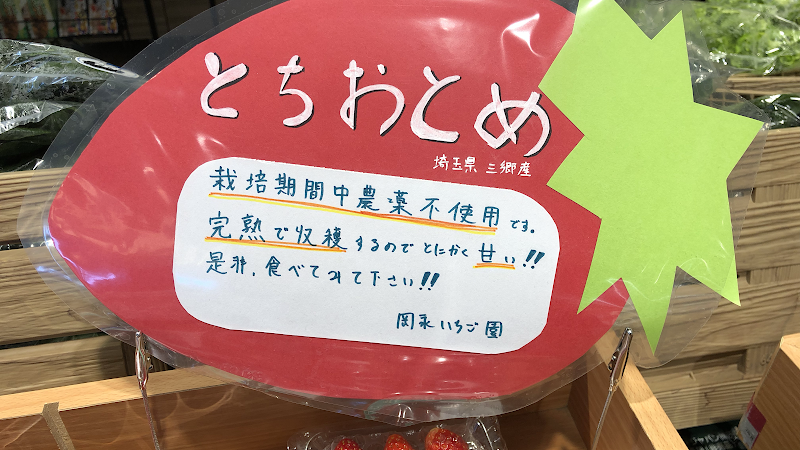 とちおとめ
埼玉県 三郷産
栽培期間中農薬不使用です。
完熟で収穫するのでとにかく甘い!!
是非、食べてみて下さい!!
岡永いちご園